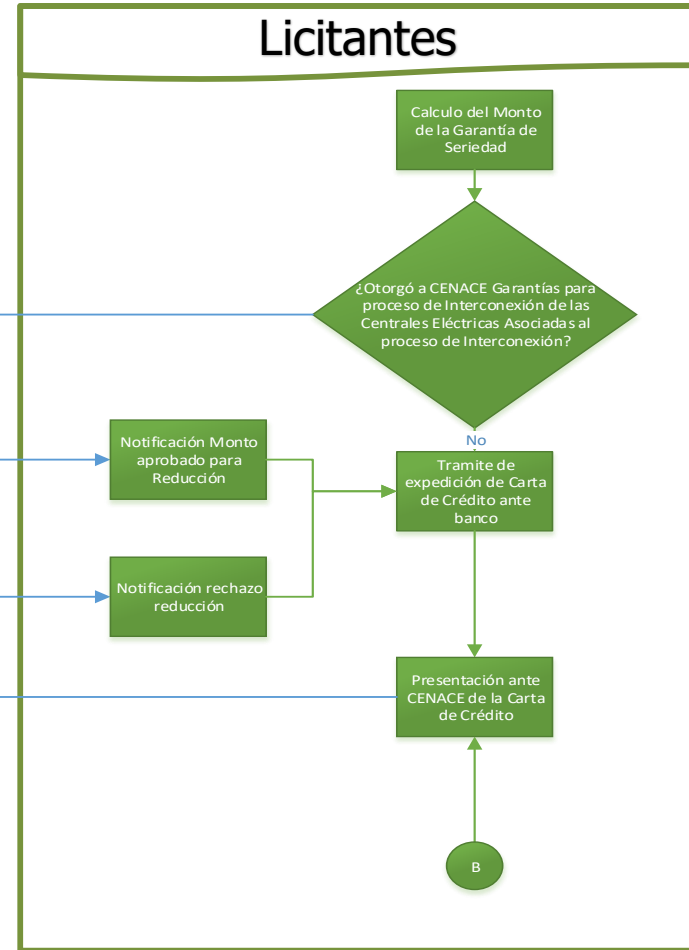 Licitantes
Calculo del Monto
de la Garantía de
Seriedad
¿Otorgó a CENACE Garantías para
proceso de Interconexión de las
Centrales Eléctricas Asociadas al
proceso de Interconexión?
No
Notificación Monto
aprobado para
Reducción
Tramite de
expedición de Carta
de Crédito ante
banco
Notificación rechazo
reducción
Presentación ante
CENACE de la Carta
de Crédito
B